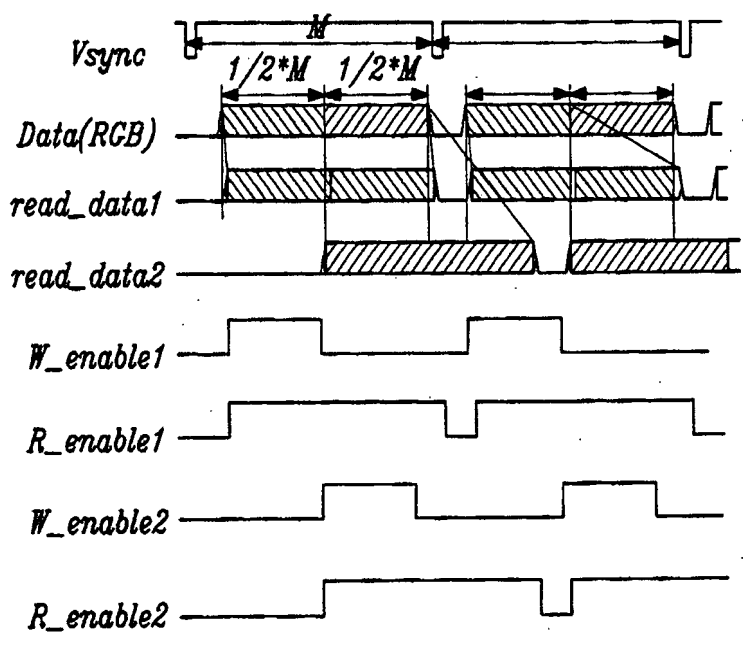 M
Vsync
1/2*M 1/2*M
Data(RGB)
read_data1
read_data2
W_enable1
R_enable1
W_enable2
R_enable2